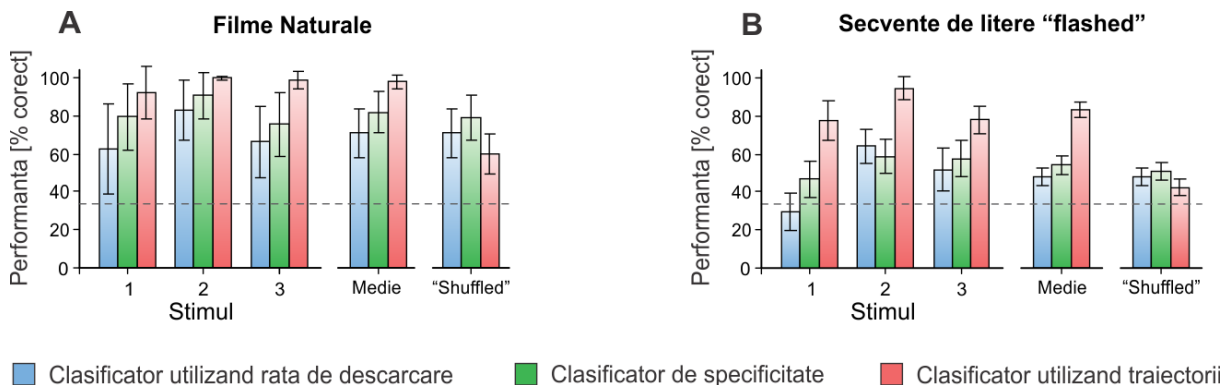 A
Filme Naturale
Performanta [% corect]
100
80
60
40
20
0
1
2
3
Medie
“Shuffled”
Stimul
B
Secvente de litere “flashed”
Performanta [% corect]
100
80
60
40
20
0
1
2
3
Medie
“Shuffled”
Stimul
Clasificator utilizand rata de descarcare
Clasificator de specificitate
Clasificator utilizand traiectorii